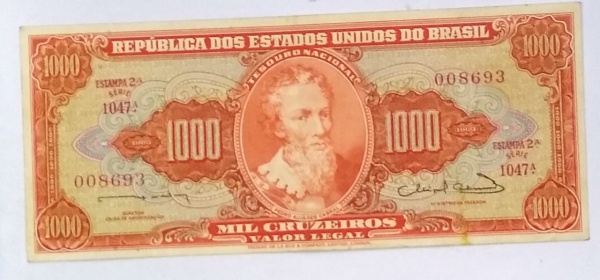 REPÚBLICA DOS ESTADOS UNIDOS DO BRASIL
1000
1000
TESOURO NACIONAL
ESTAMPA 2ª
SÉRIE
1047ª
008693
1000
1000
ESTAMPA 2ª
SÉRIE
1047ª
008693
1000
1000
MIL CRUZEIROS
VALOR LEGAL